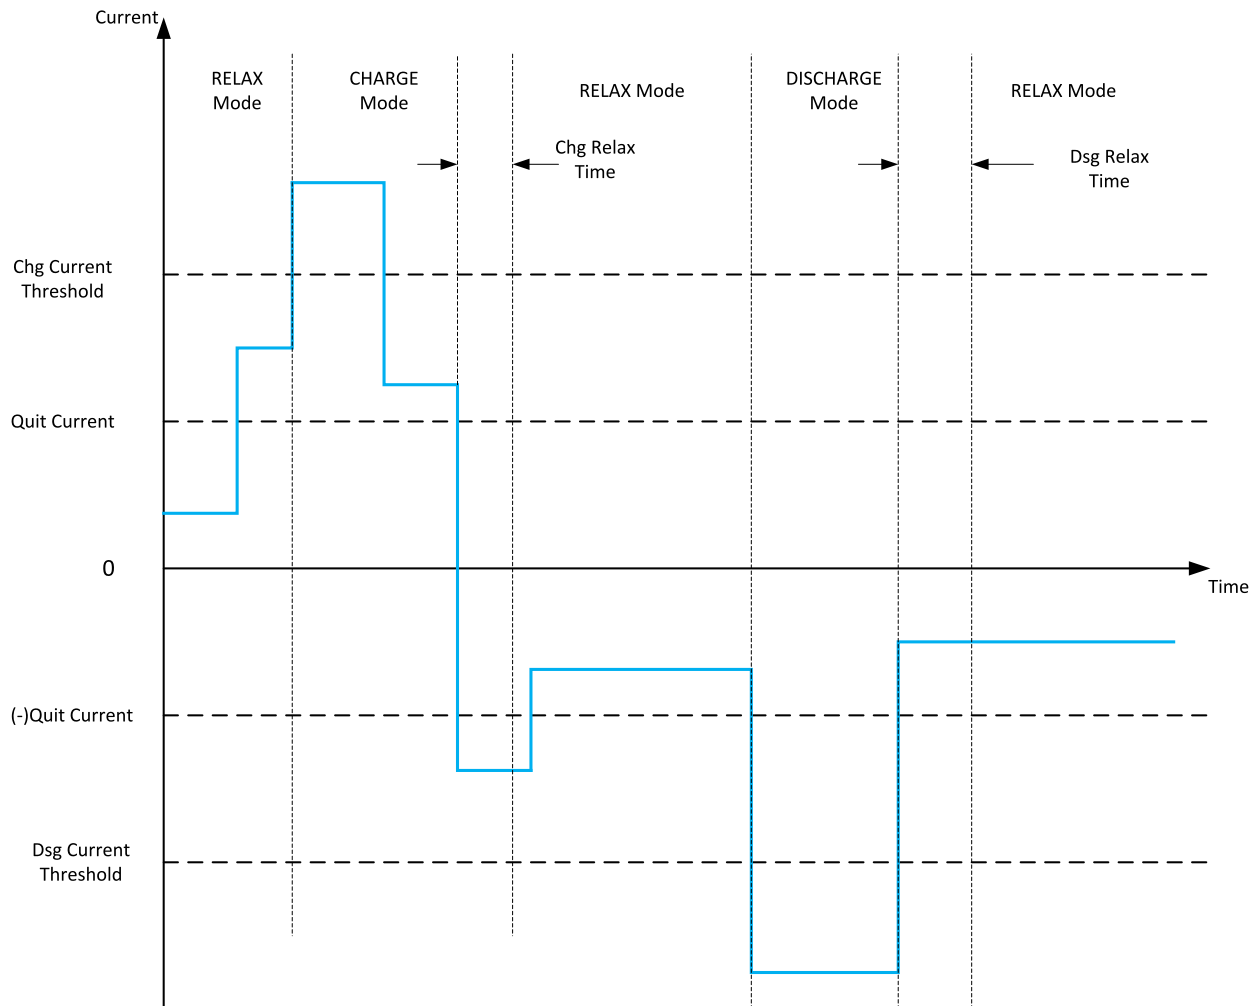 Current
RELAX
Mode
CHARGE
Mode
RELAX Mode
DISCHARGE
Mode
RELAX Mode
Chg Relax
Time
Dsg Relax
Time
Chg Current
Threshold
Quit Current
0
Time
(-)Quit Current
Dsg Current
Threshold